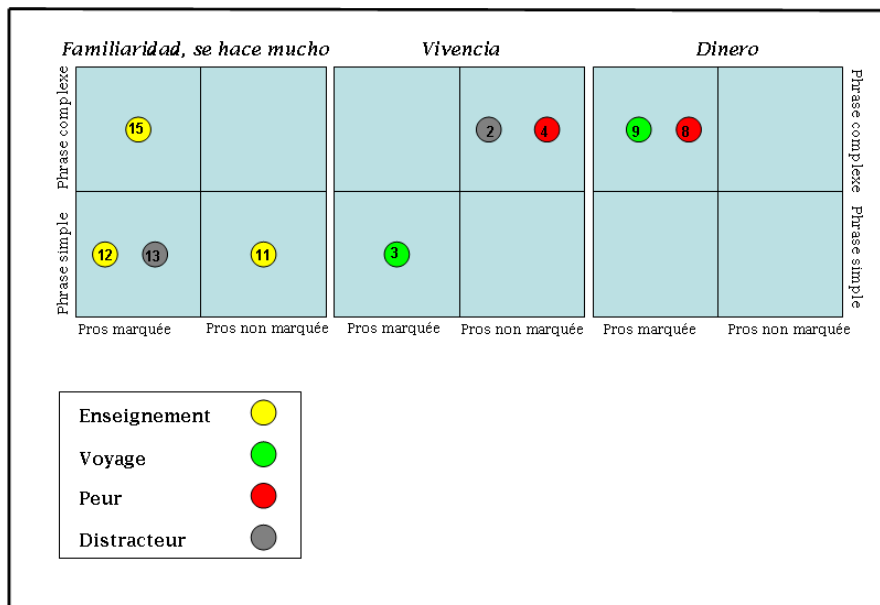 Familiaridad, se hace mucho
Vivencia
Dinero
Phrase complexe
15
2
4
9
8
Phrase complexe
Phrase simple
12
13
11
3
Phrase simple
Pros marquée
Pros non marquée
Pros marquée
Pros non marquée
Pros marquée
Pros non marquée
Enseignement
Voyage
Peur
Distracteur